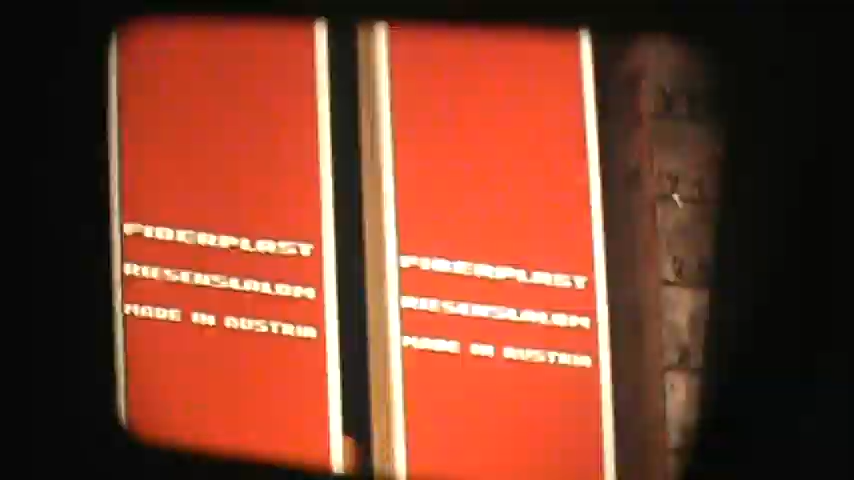 FIBERPLAST
RIESENSLALOM
MADE IN AUSTRIA
FIBERPLAST
RIESENSLALOM
MADE IN AUSTRIA